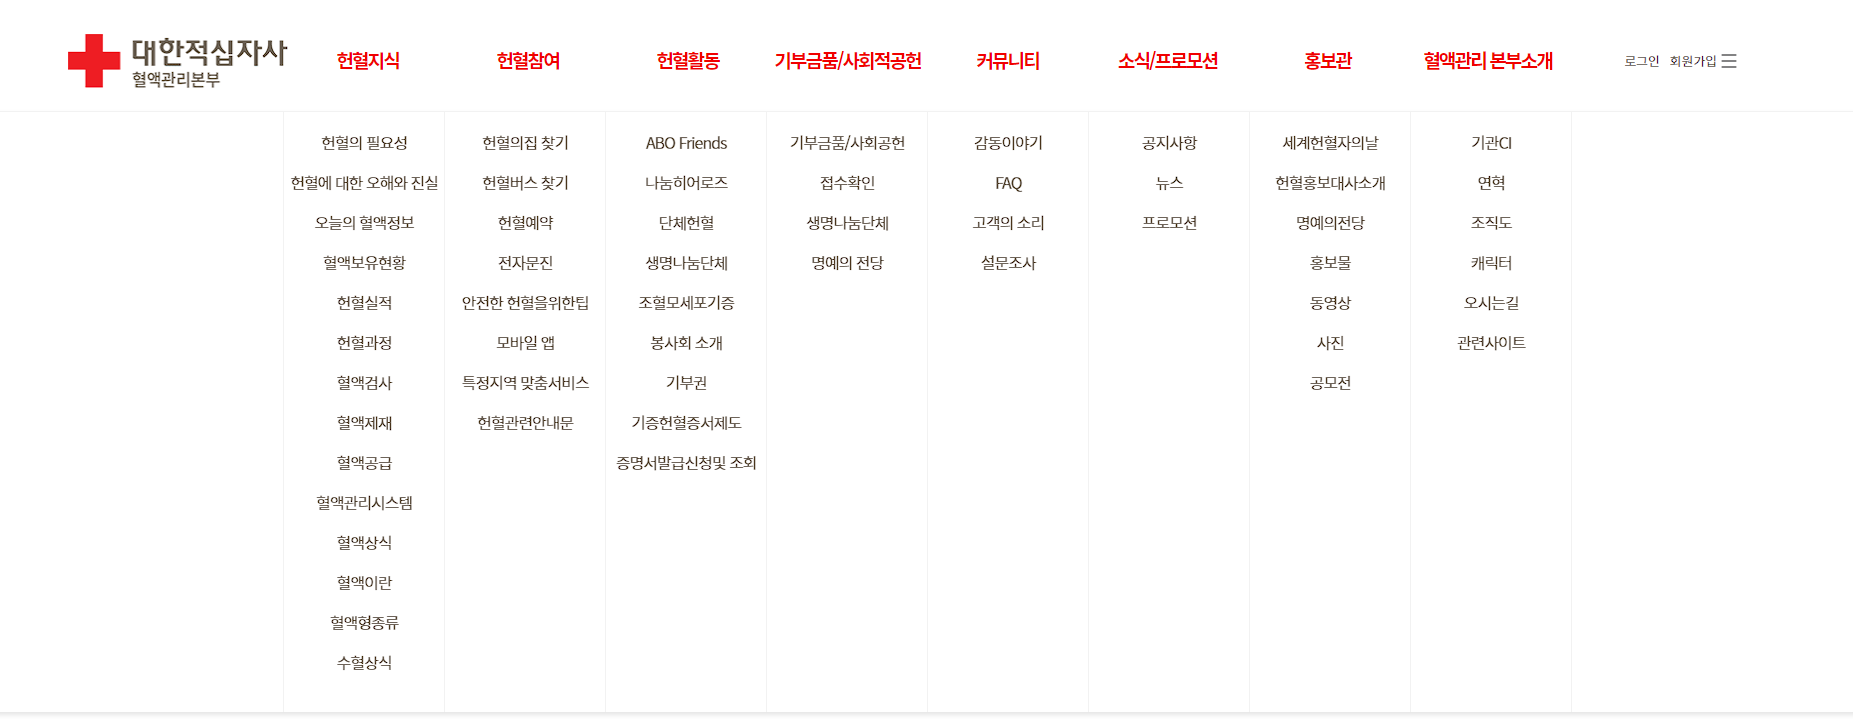 대한적십자사
혈액관리본부
헌혈지식
헌혈참여
헌혈활동
기부금품/사회적공헌
커뮤니티
소식/프로모션
홍보관
혈액관리 본부소개
로그인
회원가입
헌혈의 필요성
헌혈에 대한 오해와 진실
오늘의 혈액정보
혈액보유현황
헌혈실적
헌혈과정
혈액검사
혈액제재
혈액공급
혈액관리시스템
혈액상식
혈액이란
혈액형종류
수혈상식
헌혈의집 찾기
헌혈버스 찾기
헌혈예약
전자문진
안전한 헌혈을위한팁
모바일 앱
특정지역 맞춤서비스
헌혈관련안내문
ABO Friends
나눔히어로즈
단체헌혈
생명나눔단체
조혈모세포기증
봉사회 소개
기부권
기증헌혈증서제도
증명서발급신청및 조회
기부금품/사회공헌
접수확인
생명나눔단체
명예의 전당
감동이야기
FAQ
고객의 소리
설문조사
공지사항
뉴스
프로모션
세계헌혈자의날
헌혈홍보대사소개
명예의전당
홍보물
동영상
사진
공모전
기관CI
연혁
조직도
캐릭터
오시는길
관련사이트